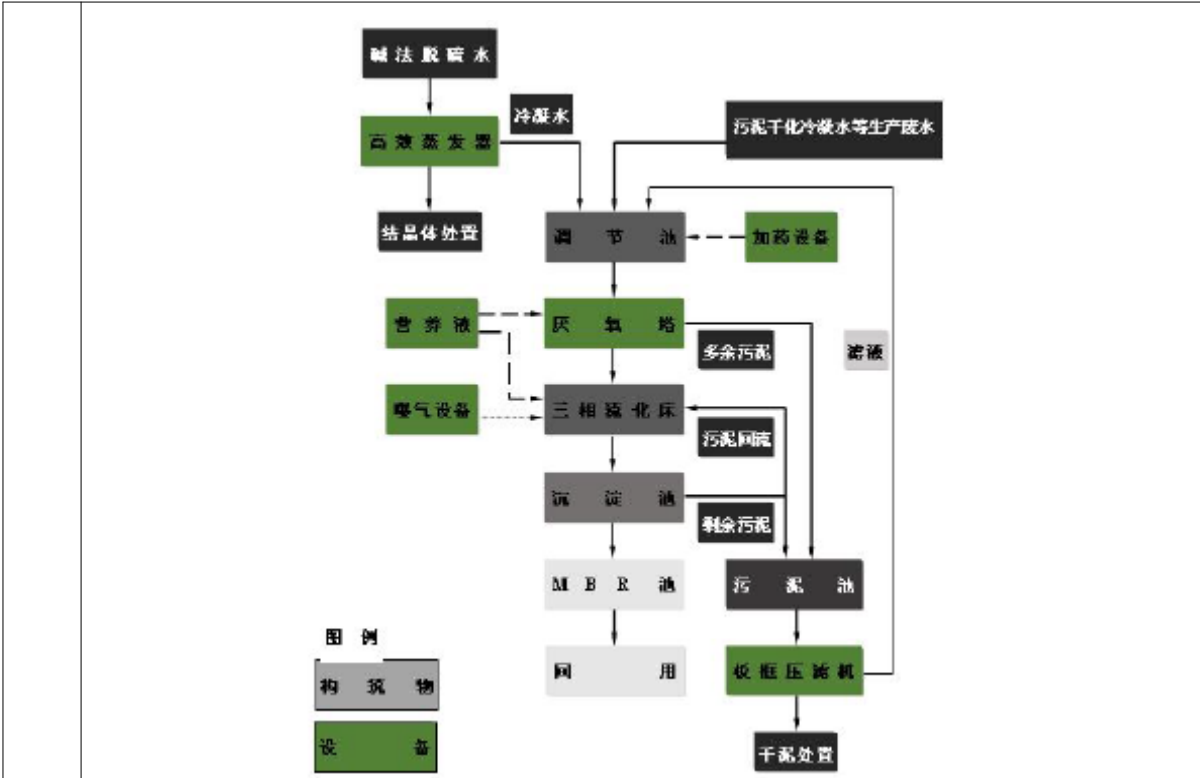 碱法脱硫水
冷凝水
污泥干化冷凝水等生产废水
高效蒸发器
结晶体处置
调节池
加药设备
营养液
厌氧塔
多余污泥
滤液
曝气设备
三相流化床
污泥回流
沉淀池
剩余污泥
MBR池
污泥池
图例
构筑物
回用
板框压滤机
设备
干泥处置